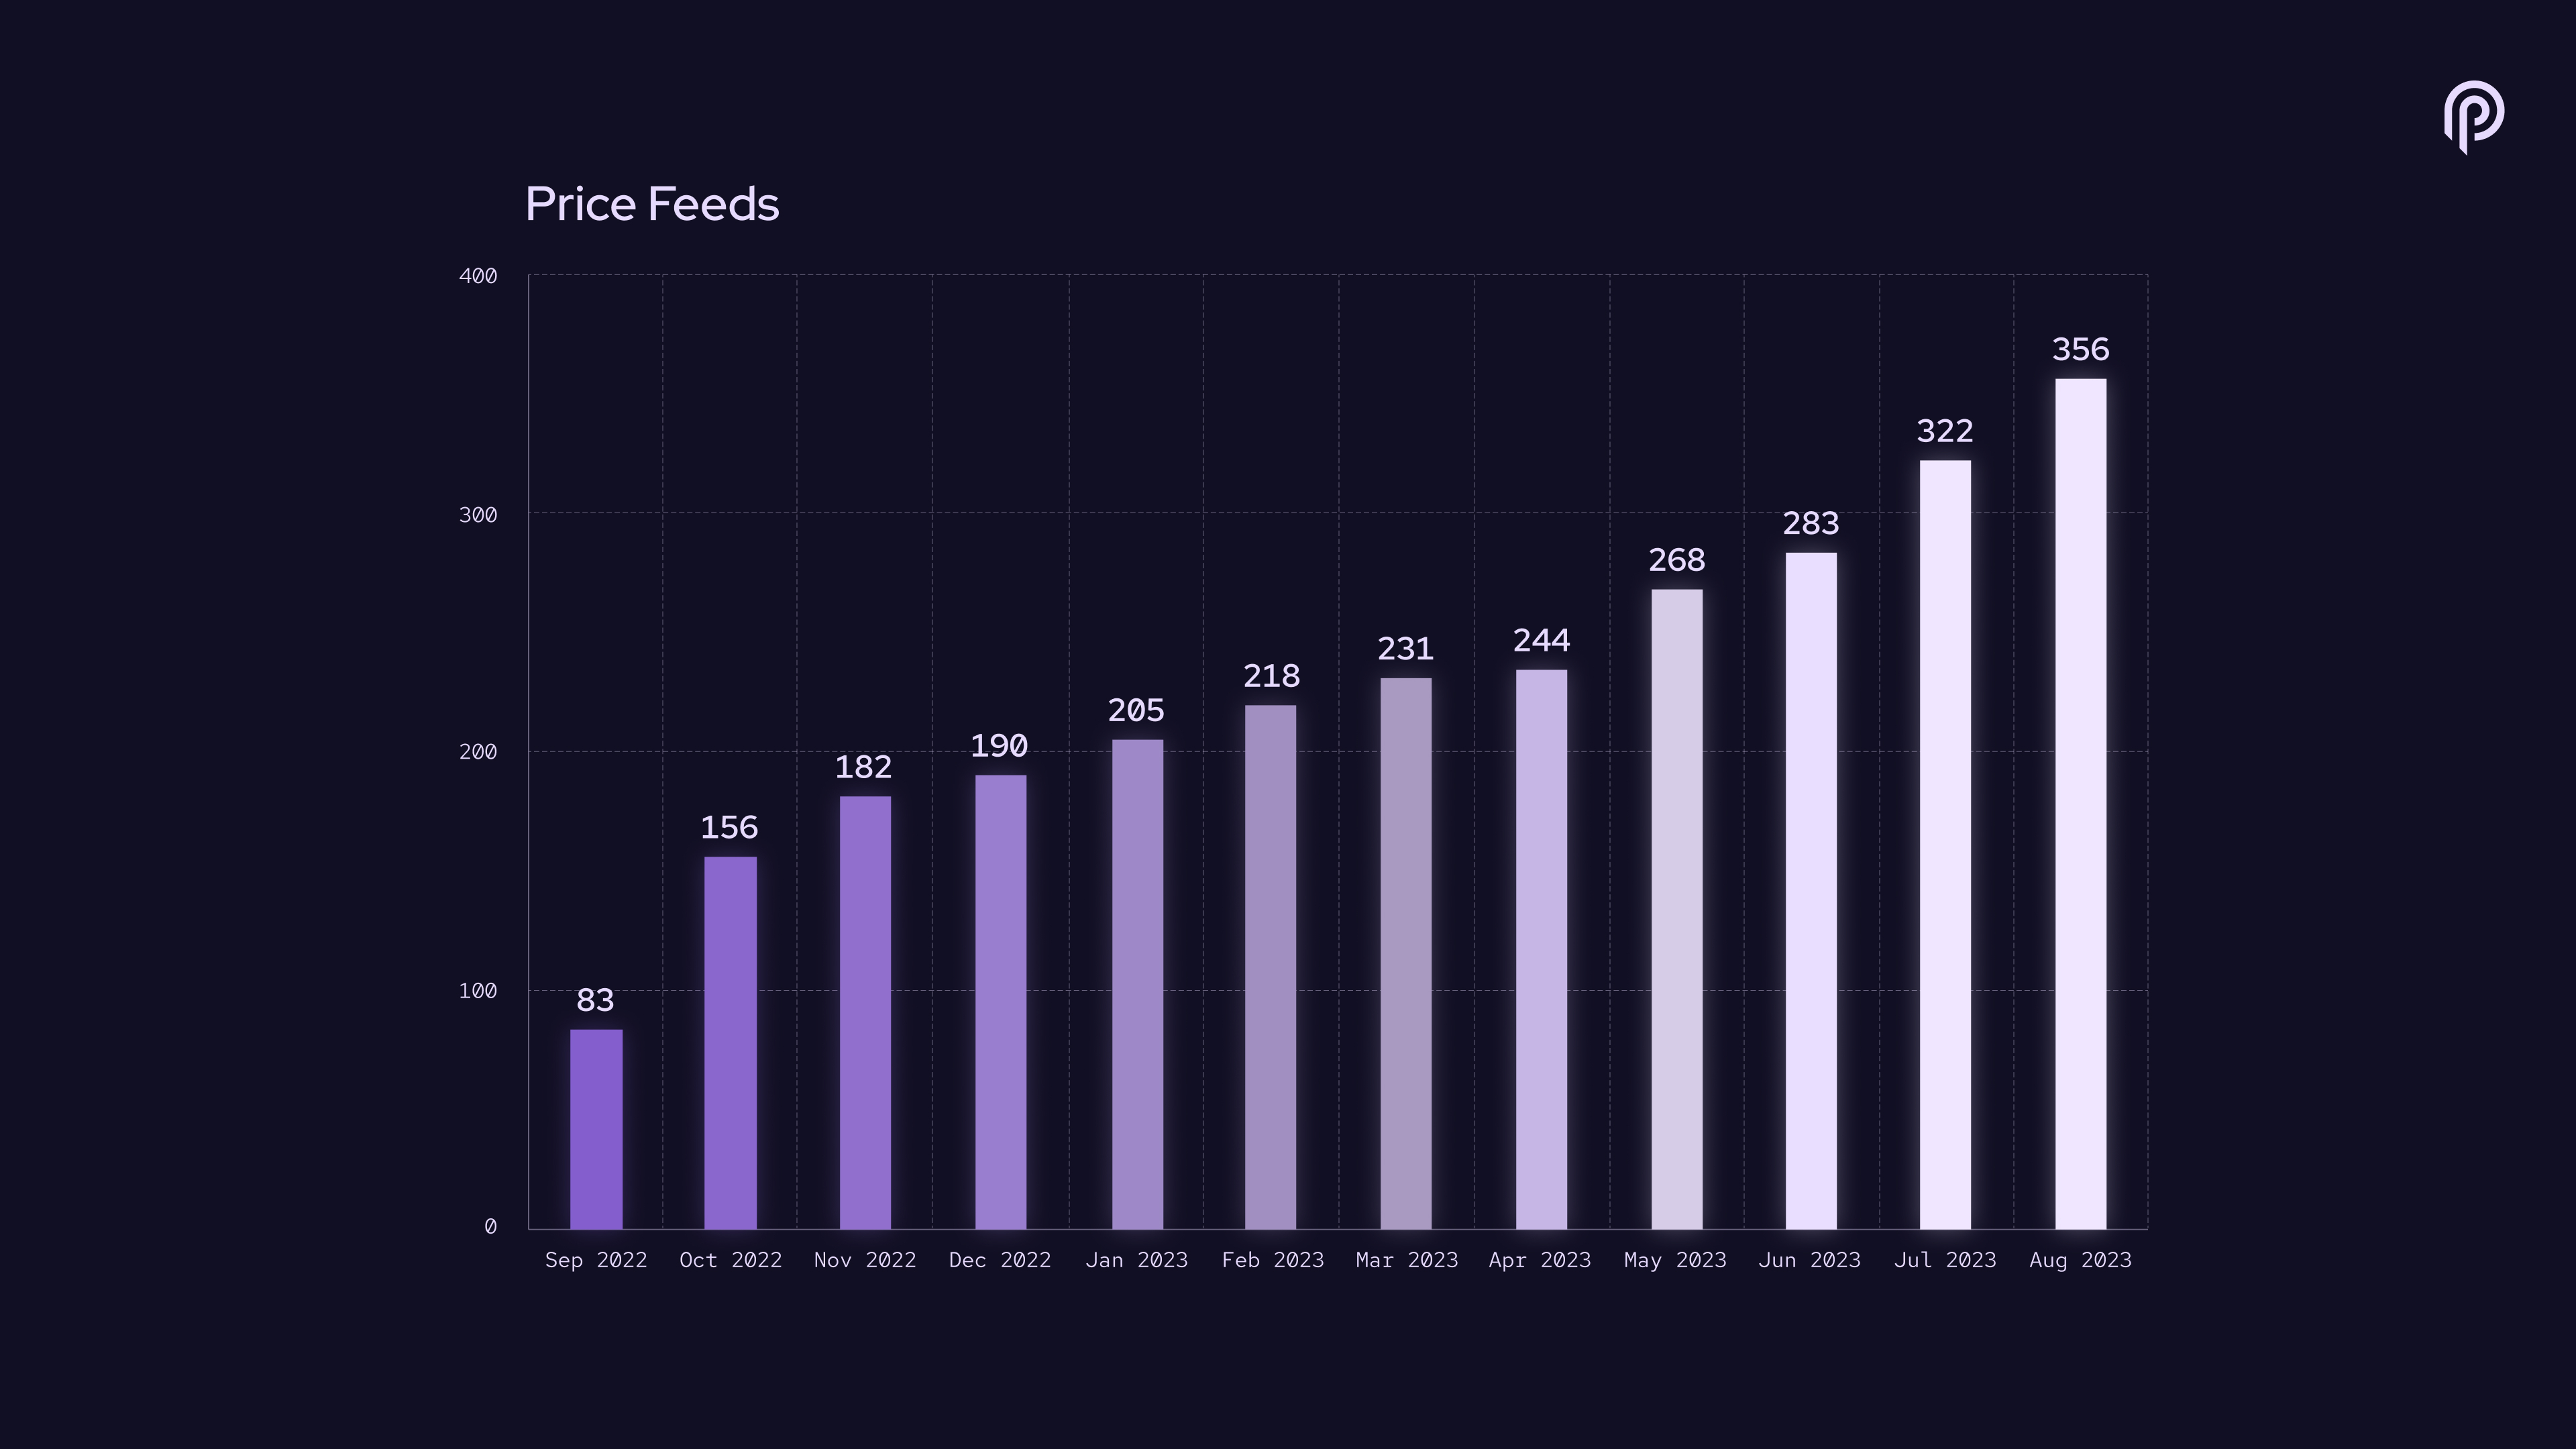 Price Feeds
400
300
200
100
0
83
156
182
190
205
218
231
244
268
283
322
356
Sep 2022
Oct 2022
Nov 2022
Dec 2022
Jan 2023
Feb 2023
Mar 2023
Apr 2023
May 2023
Jun 2023
Jul 2023
Aug 2023